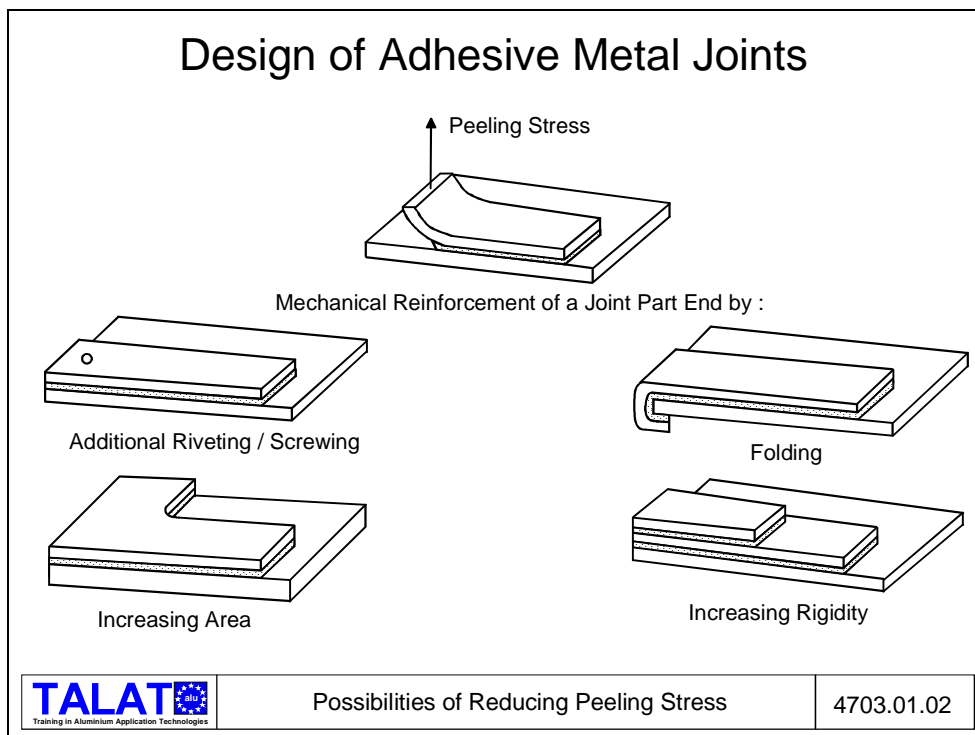 Design of Adhesive Metal Joints
Peeling Stress
Mechanical Reinforcement of a Joint Part End by :
Additional Riveting / Screwing
Folding
Increasing Area
Increasing Rigidity
TALAT
alu
Training in Aluminium Application Technologies
Possibilities of Reducing Peeling Stress
4703.01.02